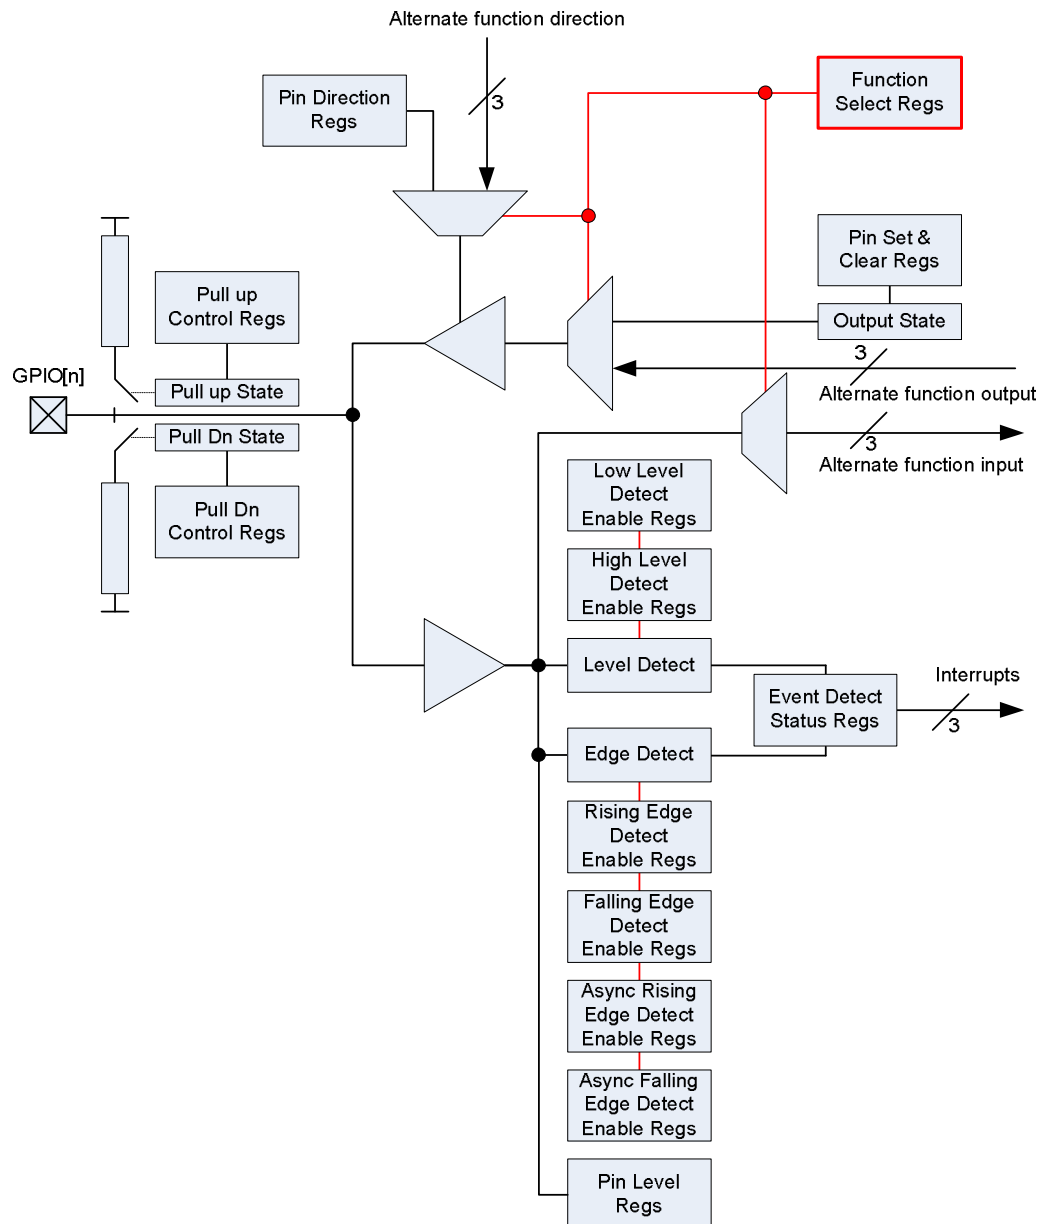 Alternate function direction
3
Pin Direction
Regs
Function
Select Regs
Pin Set &
Clear Regs
Output State
Pull up
Control Regs
GPIO[n]
Pull up State
Pull Dn State
Pull Dn
Control Regs
3
Alternate function output
3
Alternate function input
Low Level
Detect
Enable Regs
High Level
Detect
Enable Regs
Level Detect
Event Detect
Status Regs
Interrupts
3
Edge Detect
Rising Edge
Detect
Enable Regs
Falling Edge
Detect
Enable Regs
Async Rising
Edge Detect
Enable Regs
Async Falling
Edge Detect
Enable Regs
Pin Level
Regs